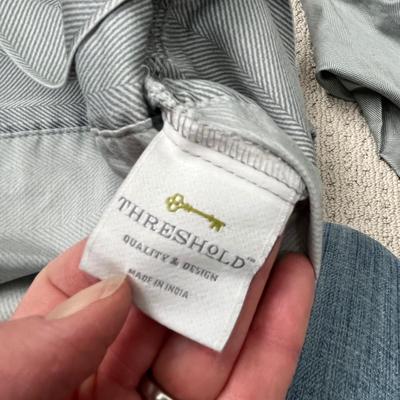 THRESHOLD™
QUALITY & DESIGN
MADE IN INDIA